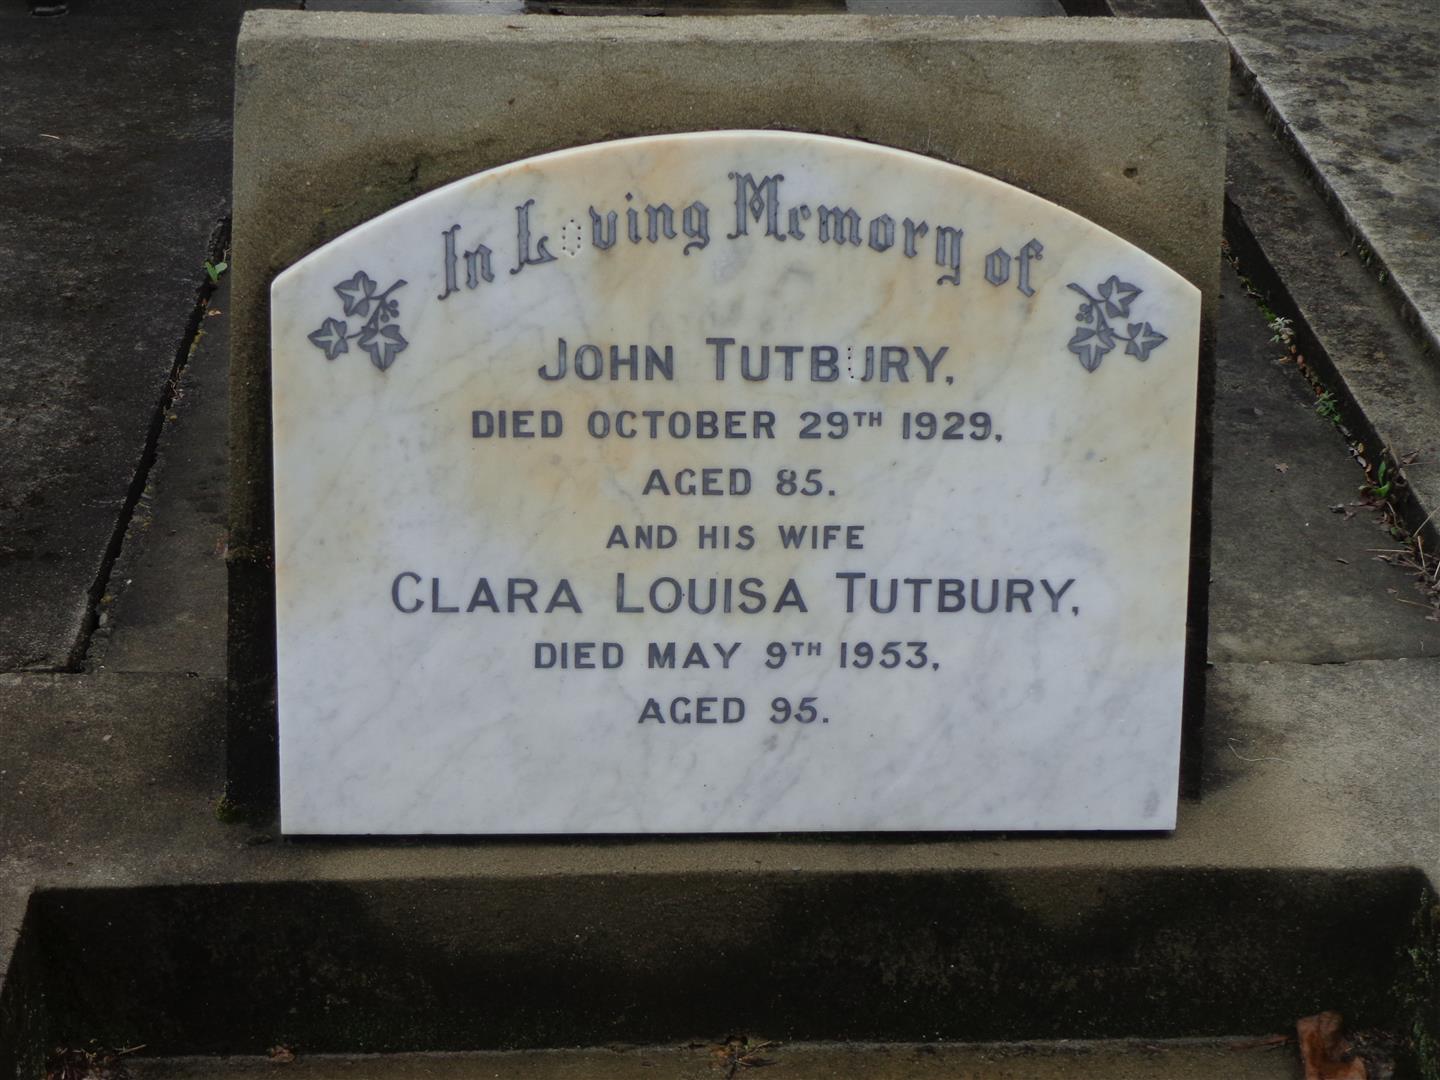 In Loving Memory of
JOHN TUTBURY,
DIED OCTOBER 29TH 1929,
AGED 85.
AND HIS WIFE
CLARA LOUISA TUTBURY,
DIED MAY 9TH 1953,
AGED 95.